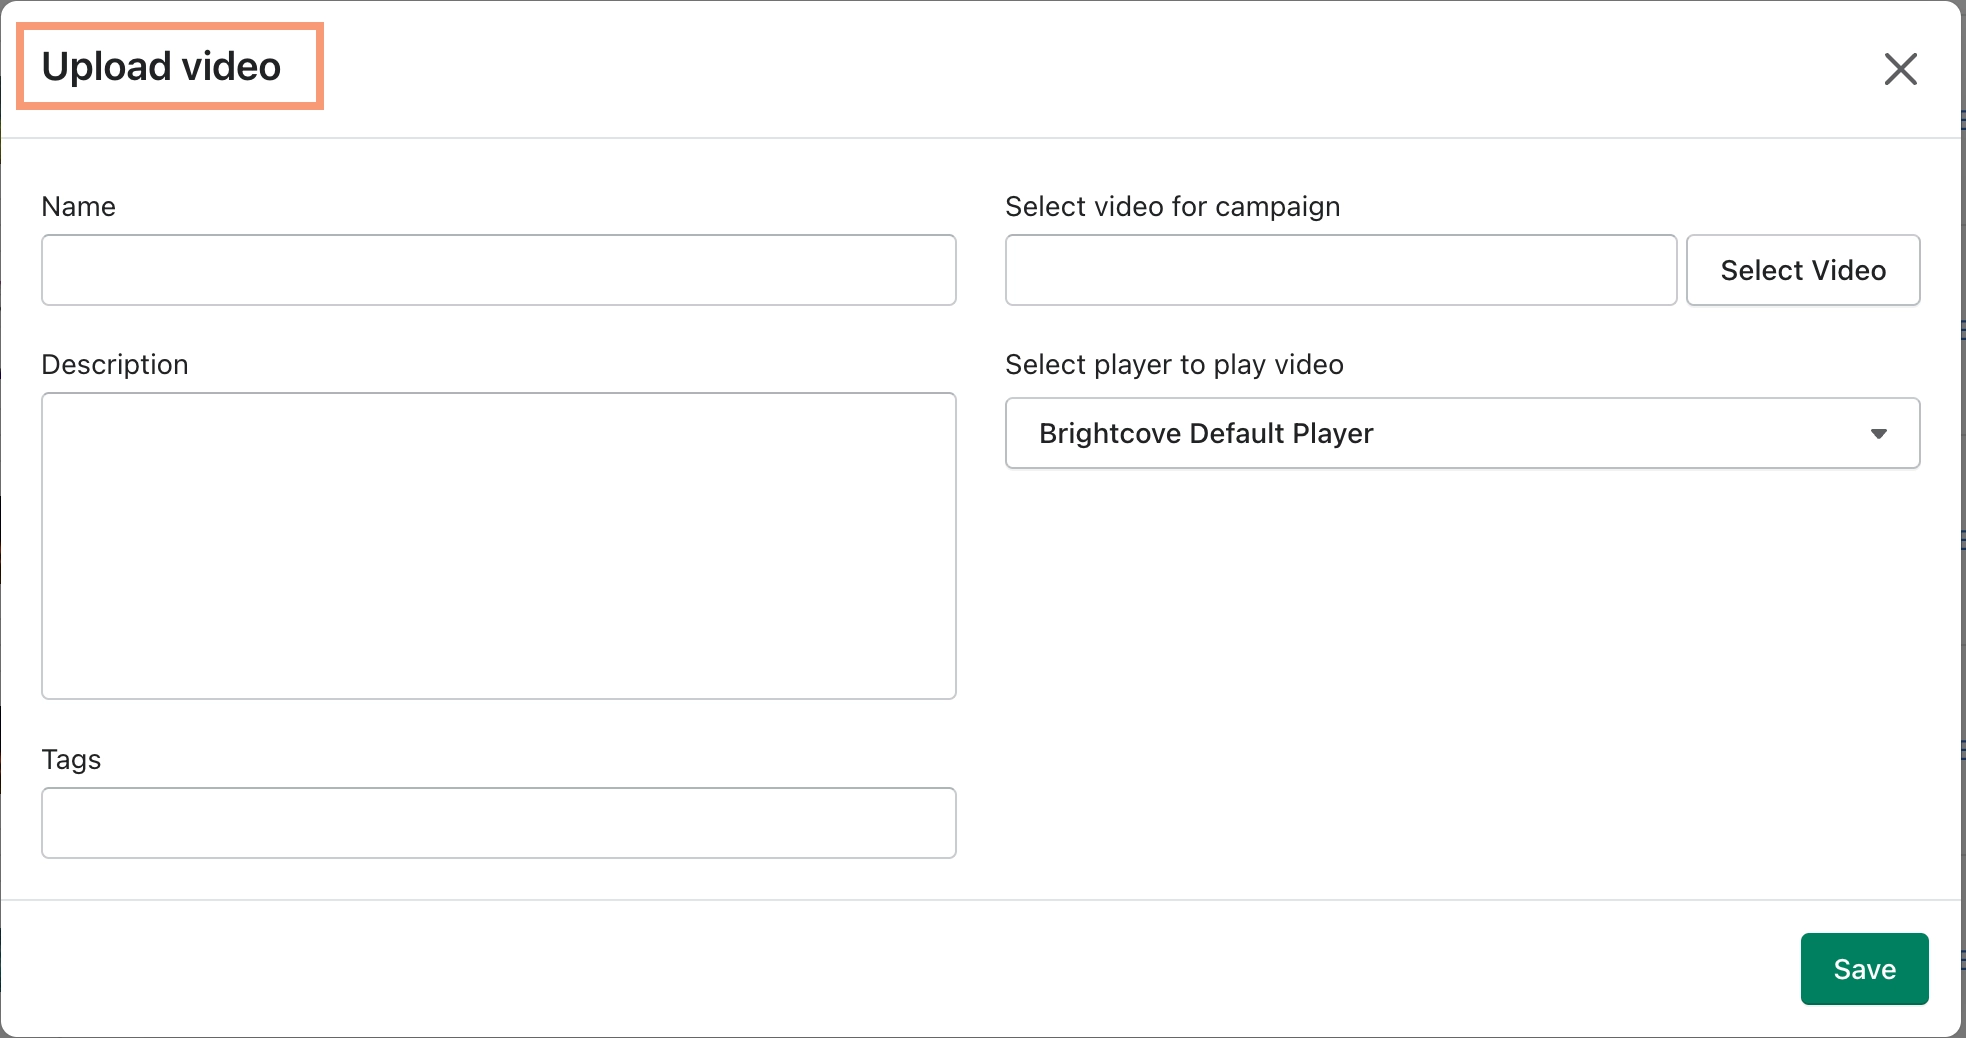 Upload video
Name
Select video for campaign
Select Video
Description
Select player to play video
Brightcove Default Player
Tags
Save